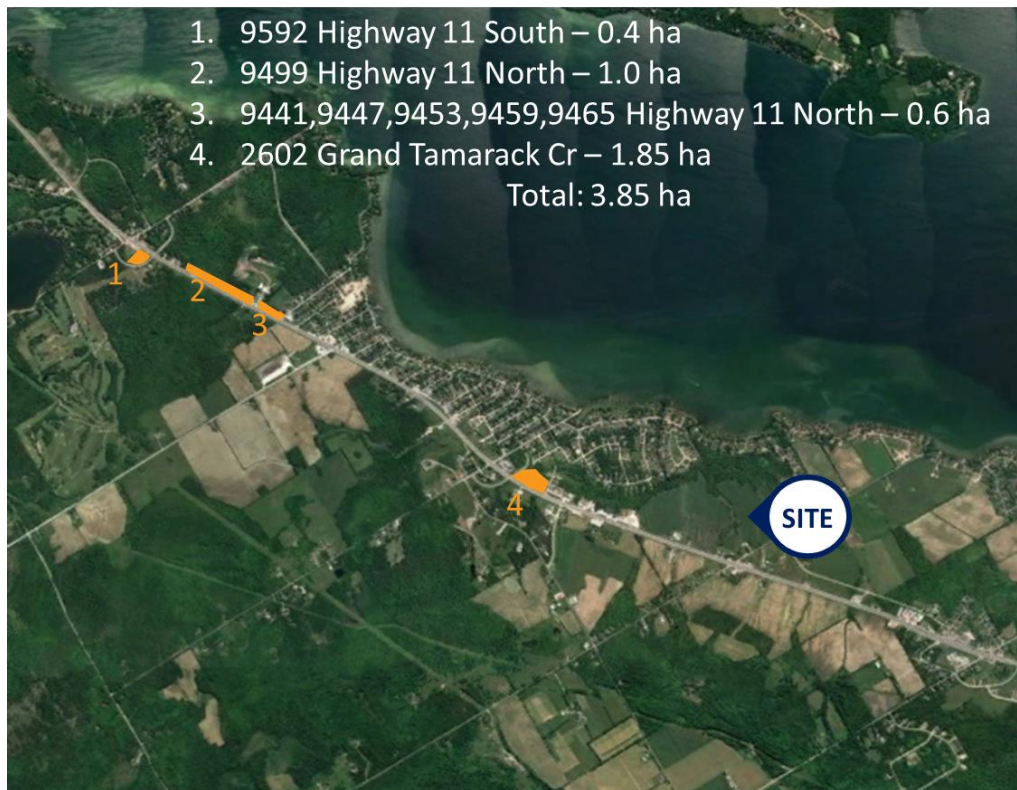 1. 9592 Highway 11 South – 0.4 ha
2. 9499 Highway 11 North – 1.0 ha
3. 9441,9447,9453,9459,9465 Highway 11 North – 0.6 ha
4. 2602 Grand Tamarack Cr – 1.85 ha
Total: 3.85 ha
1
2
3
4
SITE